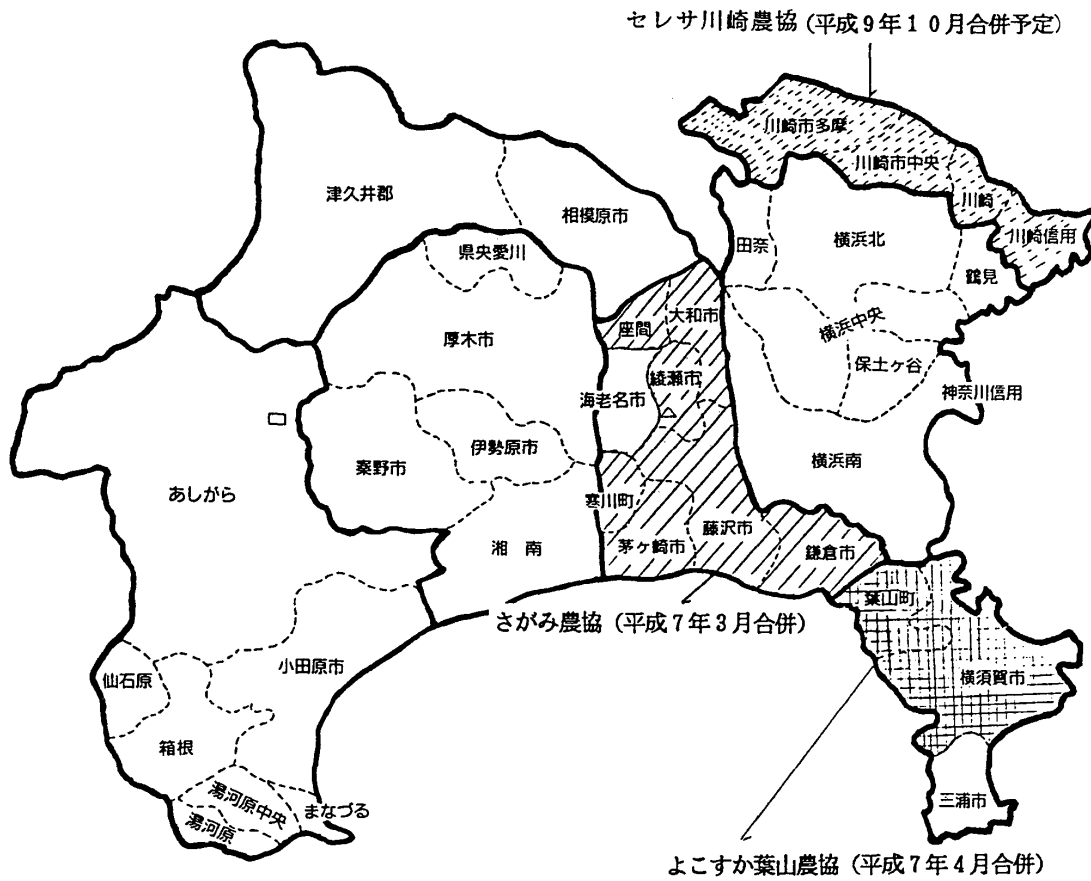 セレサ川崎農協 (平成9年10月合併予定)
川崎市多摩
川崎市中央
川崎
川崎信用
津久井郡
相模原市
田奈
横浜北
鶴見
県央愛川
座間
大和市
横浜中央
厚木市
保土ヶ谷
綾瀬市
海老名市
神奈川信用
伊勢原市
秦野市
横浜南
あしがら
寒川町
湘南
茅ヶ崎市
藤沢市
鎌倉市
葉山町
さがみ農協 (平成7年3月合併)
小田原市
仙石原
横須賀市
箱根
湯河原中央
まなづる
湯河原
三浦市
よこすか葉山農協 (平成7年4月合併)